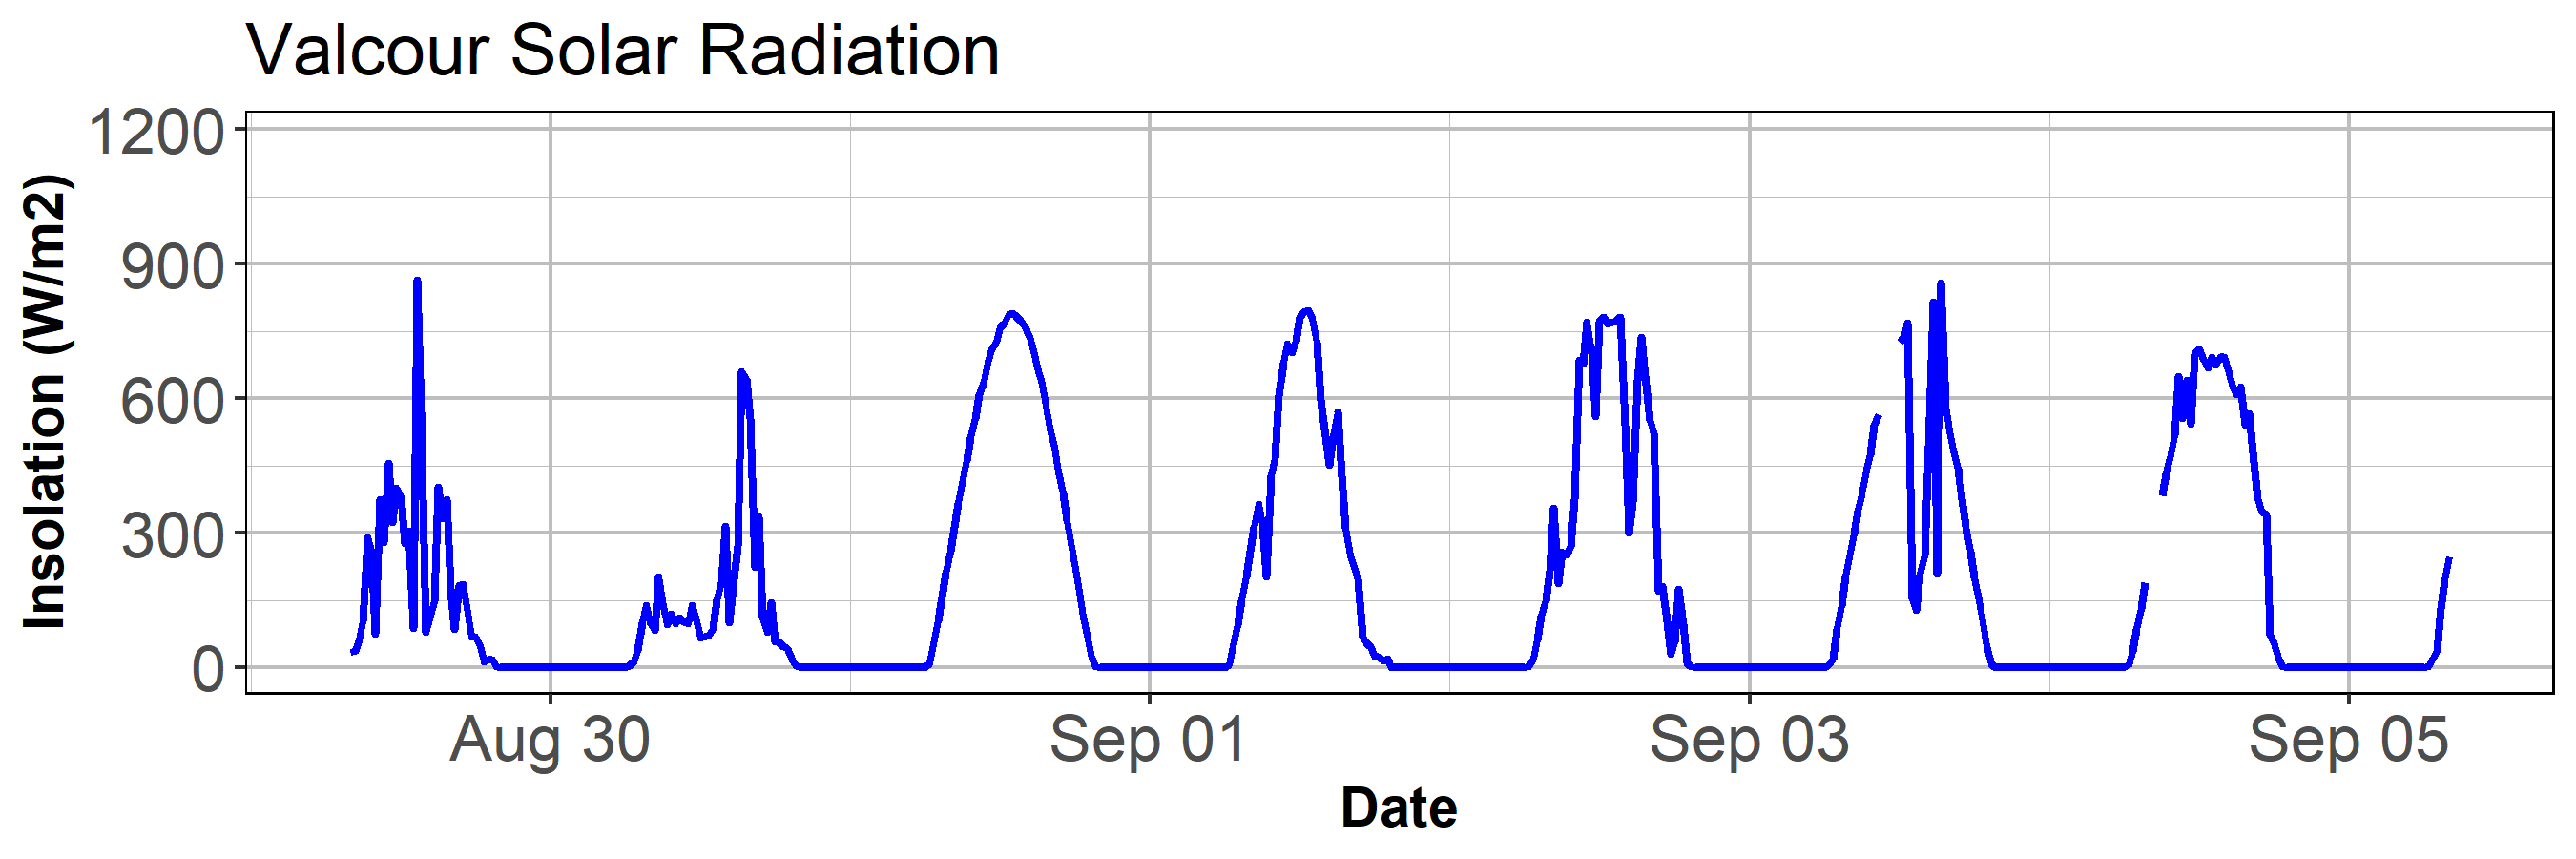 Valcour Solar Radiation
1200
900
600
300
0
Insolation (W/m2)
Aug 30
Sep 01
Sep 03
Sep 05
Date